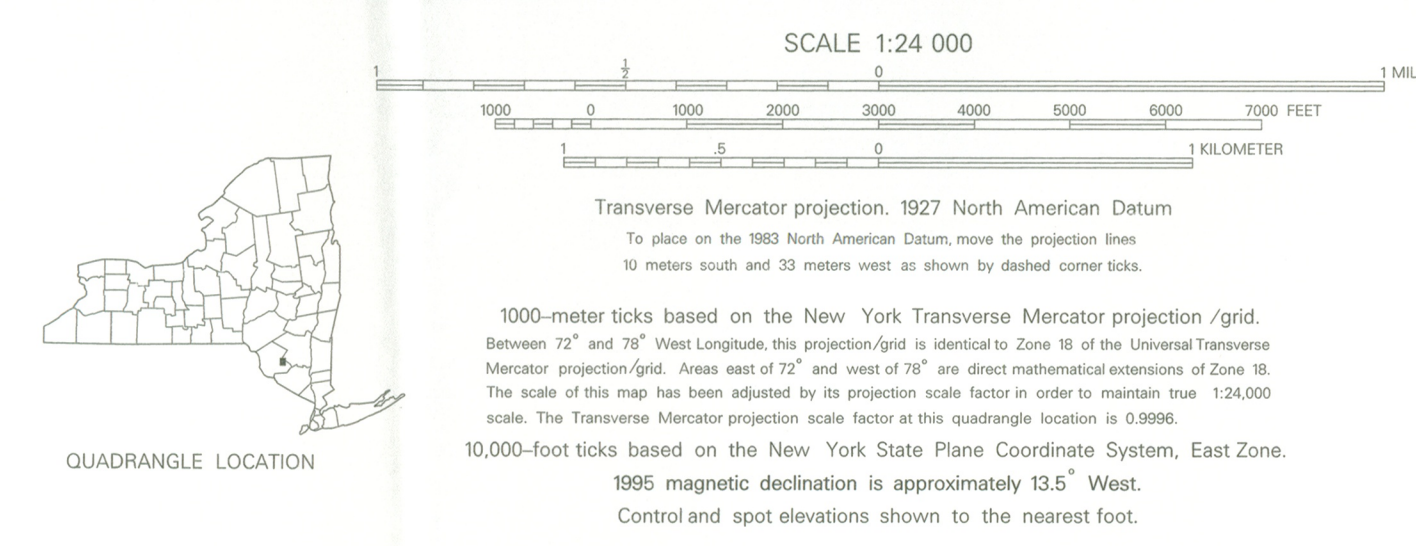 SCALE 1:24 000
1 ½ 0 1 MIL
1000 0 1000 2000 3000 4000 5000 6000 7000 FEET
1 .5 0 1 KILOMETER
Transverse Mercator projection. 1927 North American Datum
To place on the 1983 North American Datum, move the projection lines
10 meters south and 33 meters west as shown by dashed corner ticks.
1000–meter ticks based on the New York Transverse Mercator projection /grid.
Between 72° and 78° West Longitude, this projection/grid is identical to Zone 18 of the Universal Transverse
Mercator projection/grid. Areas east of 72° and west of 78° are direct mathematical extensions of Zone 18.
The scale of this map has been adjusted by its projection scale factor in order to maintain true 1:24,000
scale. The Transverse Mercator projection scale factor at this quadrangle location is 0.9996.
10,000–foot ticks based on the New York State Plane Coordinate System, East Zone.
1995 magnetic declination is approximately 13.5° West.
Control and spot elevations shown to the nearest foot.
QUADRANGLE LOCATION